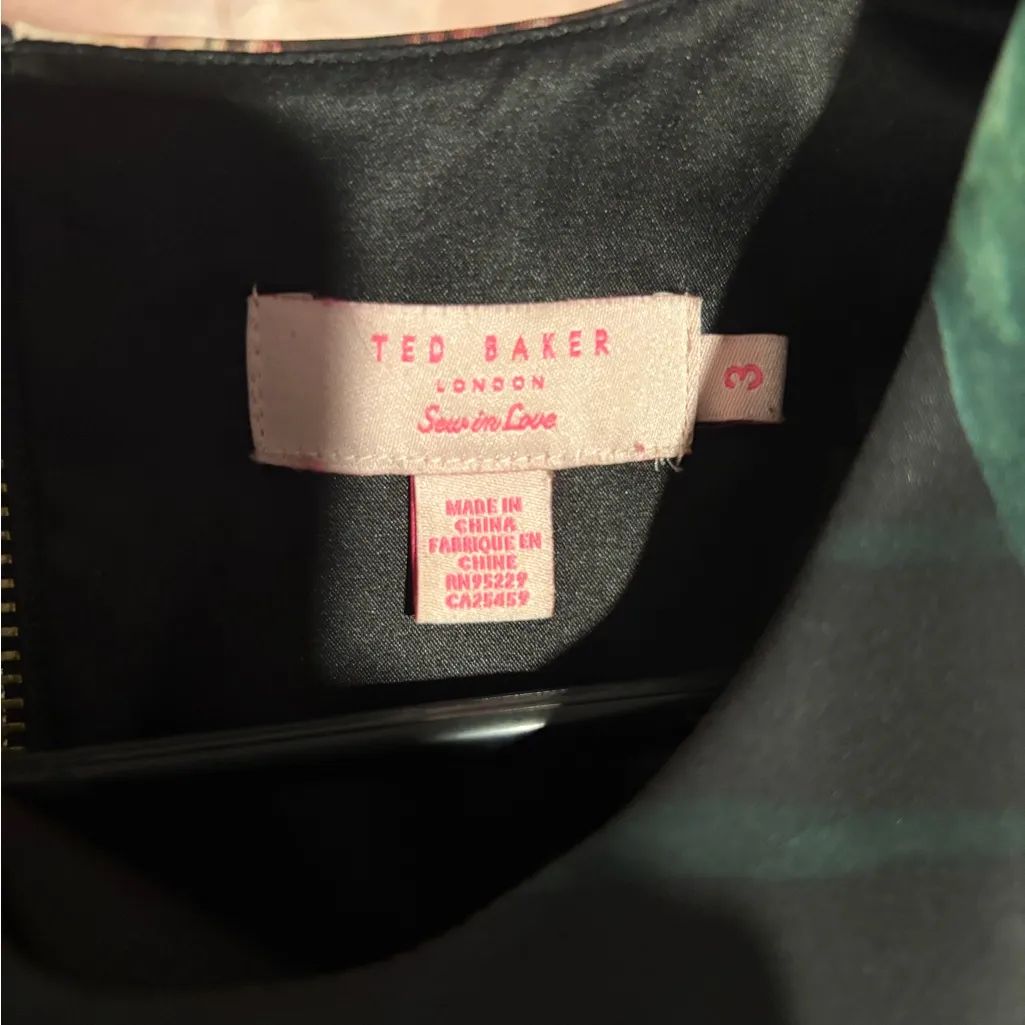 TED BAKER
LONDON
Sew in Love
3
MADE IN
CHINA
FABRIQUE EN
CHINE
RN95229
CA25459